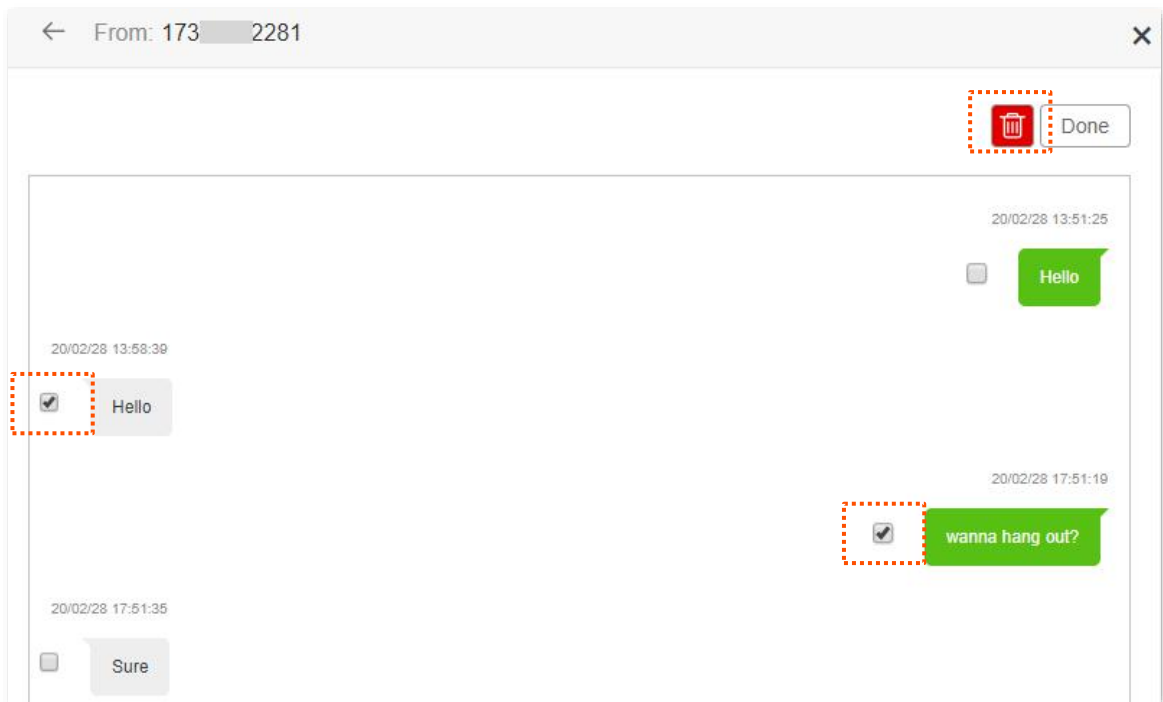 From: 173 2281
Done
20/02/28 13:51:25
Hello
20/02/28 13:58:39
Hello
20/02/28 17:51:19
wanna hang out?
20/02/28 17:51:35
Sure